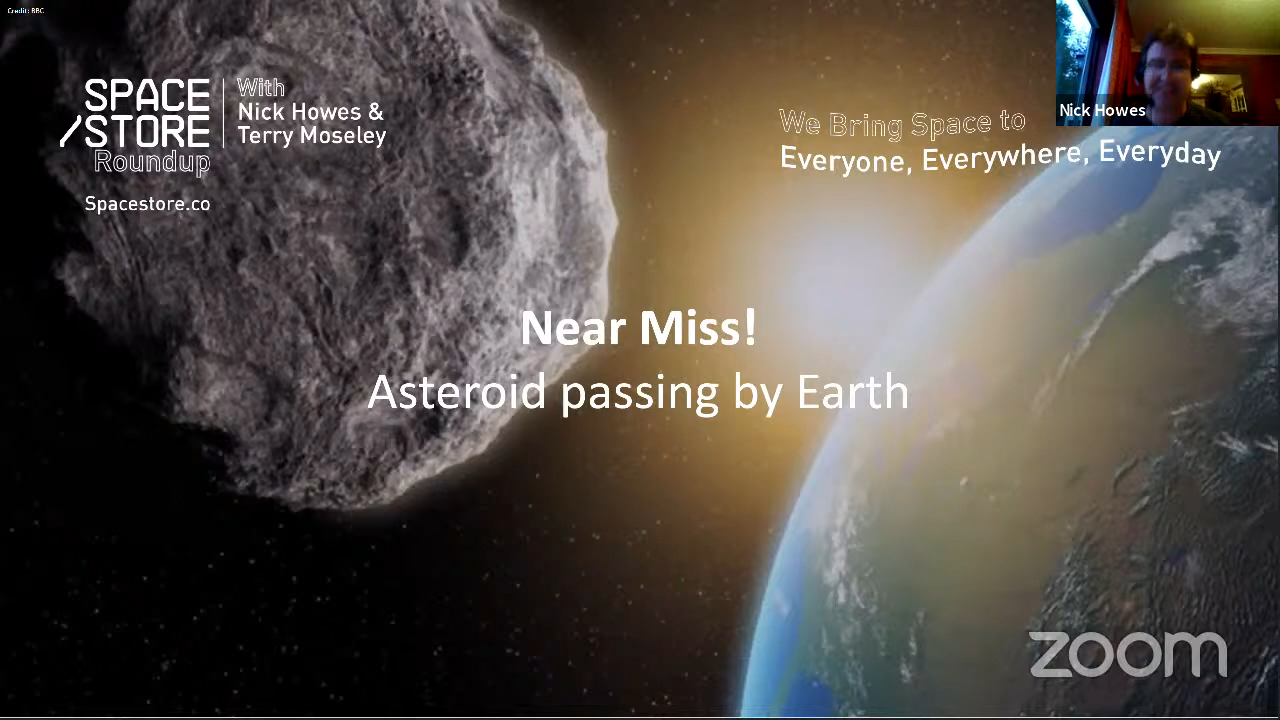 Credit: BBC
SPACE
STORE
Roundup
Spacestore.co
With
Nick Howes &
Terry Moseley
We Bring Space to
Everyone, Everywhere, Everyday
Nick Howes
Near Miss!
Asteroid passing by Earth
zoom